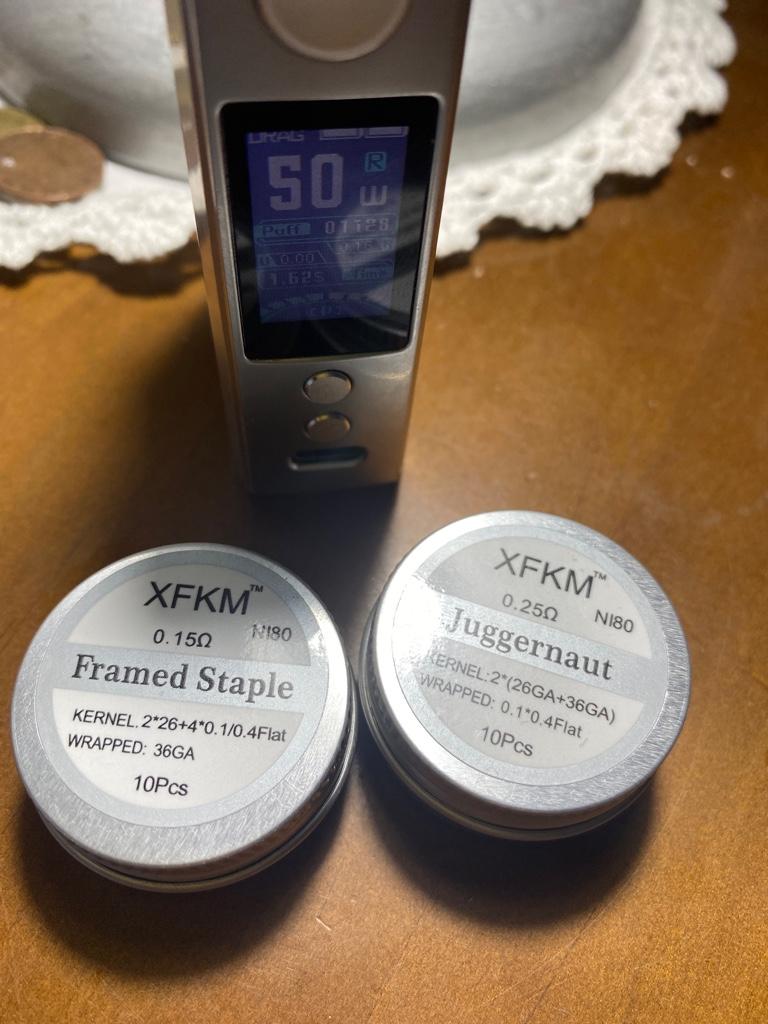 DRAG
50 W
R
Puff 01128
0.00
1.62S Time
XFKM™
0.15Ω NI80
Framed Staple
KERNEL.2*26+4*0.1/0.4Flat
WRAPPED: 36GA
10Pcs
XFKM™
0.25Ω NI80
Juggernaut
KERNEL:2*(26GA+36GA)
WRAPPED: 0.1*0.4Flat
10Pcs